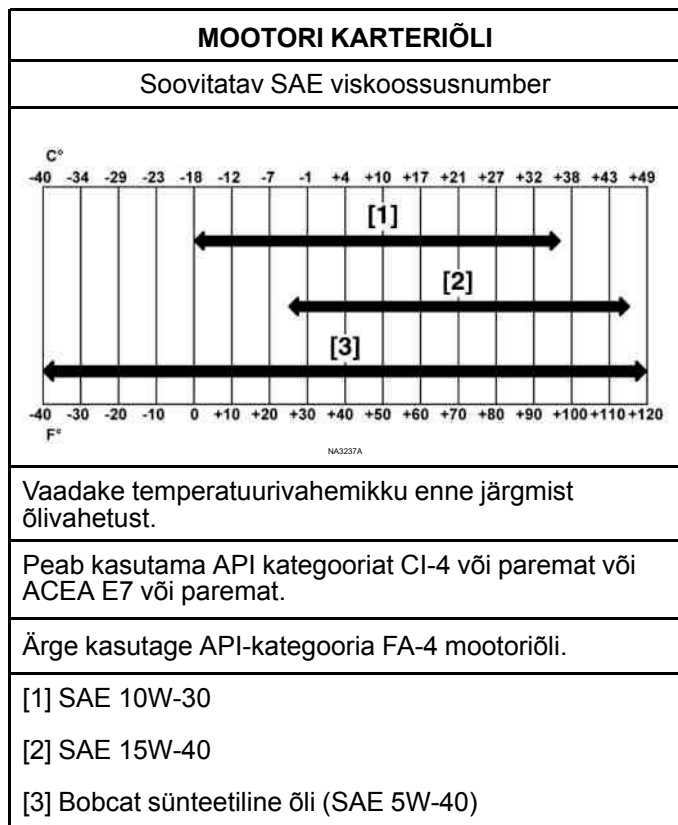 MOOTORI KARTERIÕLI
Soovitatav SAE viskoossusnumber
C°
-40 -34 -29 -23 -18 -12 -7 -1 +4 +10 +17 +21 +27 +32 +38 +43 +49
[1]
[2]
[3]
-40 -30 -20 -10 0 +10 +20 +30 +40 +50 +60 +70 +80 +90 +100 +110 +120
F°
NA3237A
Vaadake temperatuurivahemikku enne järgmist
õlivahetust.
Peab kasutama API kategooriat CI-4 või paremat või
ACEA E7 või paremat.
Ärge kasutage API-kategooria FA-4 mootoriõli.
[1] SAE 10W-30
[2] SAE 15W-40
[3] Bobcat sünteetiline õli (SAE 5W-40)